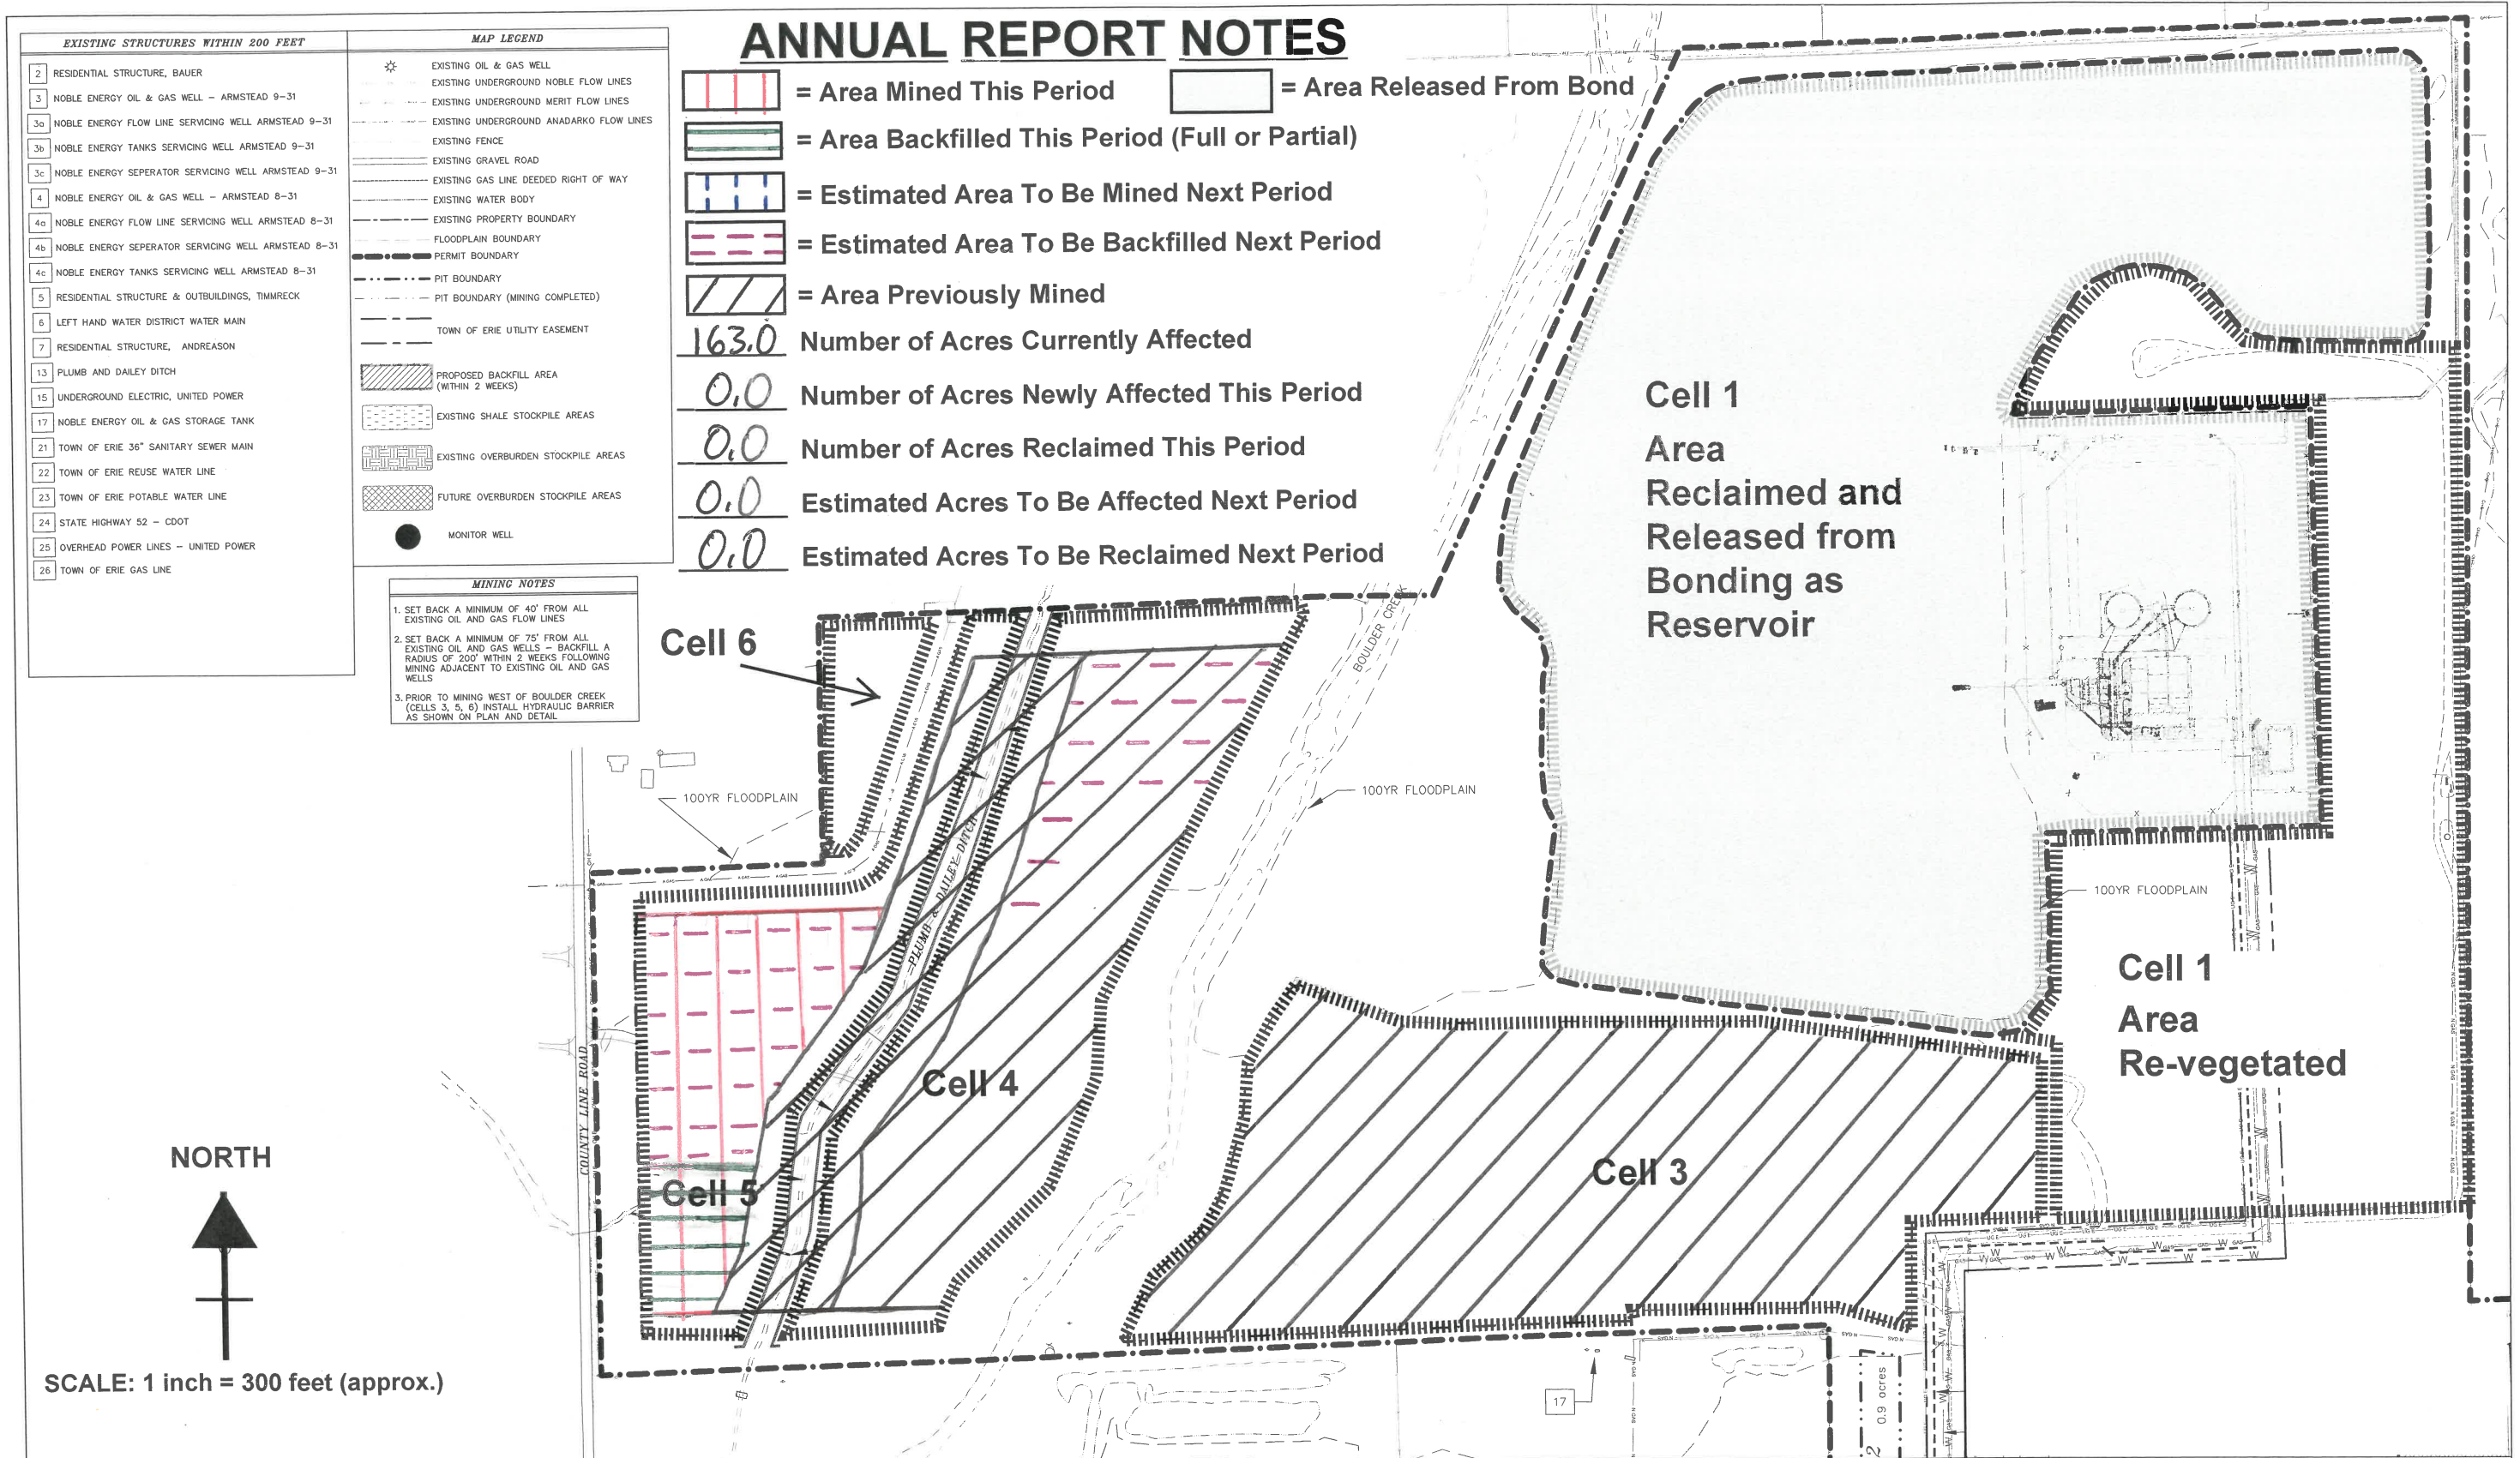 EXISTING STRUCTURES WITHIN 200 FEET
2 RESIDENTIAL STRUCTURE, BAUER
3 NOBLE ENERGY OIL & GAS WELL – ARMSTEAD 9–31
3a NOBLE ENERGY FLOW LINE SERVICING WELL ARMSTEAD 9–31
3b NOBLE ENERGY TANKS SERVICING WELL ARMSTEAD 9–31
3c NOBLE ENERGY SEPERATOR SERVICING WELL ARMSTEAD 9–31
4 NOBLE ENERGY OIL & GAS WELL – ARMSTEAD 8–31
4a NOBLE ENERGY FLOW LINE SERVICING WELL ARMSTEAD 8–31
4b NOBLE ENERGY SEPERATOR SERVICING WELL ARMSTEAD 8–31
4c NOBLE ENERGY TANKS SERVICING WELL ARMSTEAD 8–31
5 RESIDENTIAL STRUCTURE & OUTBUILDINGS, TIMMRECK
6 LEFT HAND WATER DISTRICT WATER MAIN
7 RESIDENTIAL STRUCTURE, ANDREASON
13 PLUMB AND DAILEY DITCH
15 UNDERGROUND ELECTRIC, UNITED POWER
17 NOBLE ENERGY OIL & GAS STORAGE TANK
21 TOWN OF ERIE 36" SANITARY SEWER MAIN
22 TOWN OF ERIE REUSE WATER LINE
23 TOWN OF ERIE POTABLE WATER LINE
24 STATE HIGHWAY 52 – CDOT
25 OVERHEAD POWER LINES – UNITED POWER
26 TOWN OF ERIE GAS LINE
MAP LEGEND
EXISTING OIL & GAS WELL
EXISTING UNDERGROUND NOBLE FLOW LINES
EXISTING UNDERGROUND MERIT FLOW LINES
EXISTING UNDERGROUND ANADARKO FLOW LINES
EXISTING FENCE
EXISTING GRAVEL ROAD
EXISTING GAS LINE DEEDED RIGHT OF WAY
EXISTING WATER BODY
EXISTING PROPERTY BOUNDARY
FLOODPLAIN BOUNDARY
PERMIT BOUNDARY
PIT BOUNDARY
PIT BOUNDARY (MINING COMPLETED)
TOWN OF ERIE UTILITY EASEMENT
PROPOSED BACKFILL AREA
(WITHIN 2 WEEKS)
EXISTING SHALE STOCKPILE AREAS
EXISTING OVERBURDEN STOCKPILE AREAS
FUTURE OVERBURDEN STOCKPILE AREAS
MONITOR WELL
MINING NOTES
1. SET BACK A MINIMUM OF 40' FROM ALL
EXISTING OIL AND GAS FLOW LINES
2. SET BACK A MINIMUM OF 75' FROM ALL
EXISTING OIL AND GAS WELLS – BACKFILL A
RADIUS OF 200' WITHIN 2 WEEKS FOLLOWING
MINING ADJACENT TO EXISTING OIL AND GAS
WELLS
3. PRIOR TO MINING WEST OF BOULDER CREEK
(CELLS 3, 5, 6) INSTALL HYDRAULIC BARRIER
AS SHOWN ON PLAN AND DETAIL
ANNUAL REPORT NOTES
= Area Mined This Period
= Area Released From Bond
= Area Backfilled This Period (Full or Partial)
= Estimated Area To Be Mined Next Period
= Estimated Area To Be Backfilled Next Period
= Area Previously Mined
163.0 Number of Acres Currently Affected
0.0 Number of Acres Newly Affected This Period
0.0 Number of Acres Reclaimed This Period
0.0 Estimated Acres To Be Affected Next Period
0.0 Estimated Acres To Be Reclaimed Next Period
Cell 6
Cell 1
Area
Reclaimed and
Released from
Bonding as
Reservoir
BOULDER CREEK
100YR FLOODPLAIN
100YR FLOODPLAIN
100YR FLOODPLAIN
PLUMB & DAILEY DITCH
COUNTY LINE ROAD
Cell 1
Area
Re-vegetated
Cell 4
Cell 3
Cell 5
NORTH
SCALE: 1 inch = 300 feet (approx.)
17
0.9 acres
2